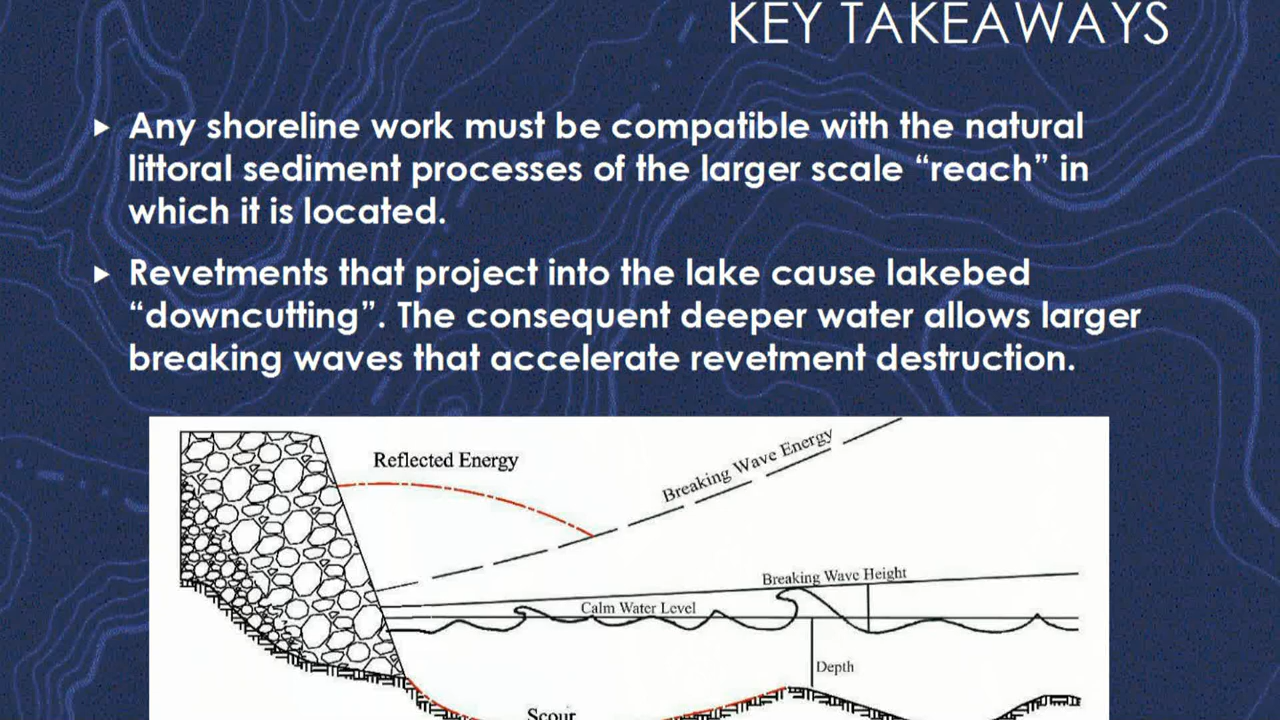 KEY TAKEAWAYS
Any shoreline work must be compatible with the natural
littoral sediment processes of the larger scale “reach” in
which it is located.
Revetments that project into the lake cause lakebed
“downcutting”. The consequent deeper water allows larger
breaking waves that accelerate revetment destruction.
Reflected Energy
Breaking Wave Energy
Breaking Wave Height
Calm Water Level
Depth
Scour